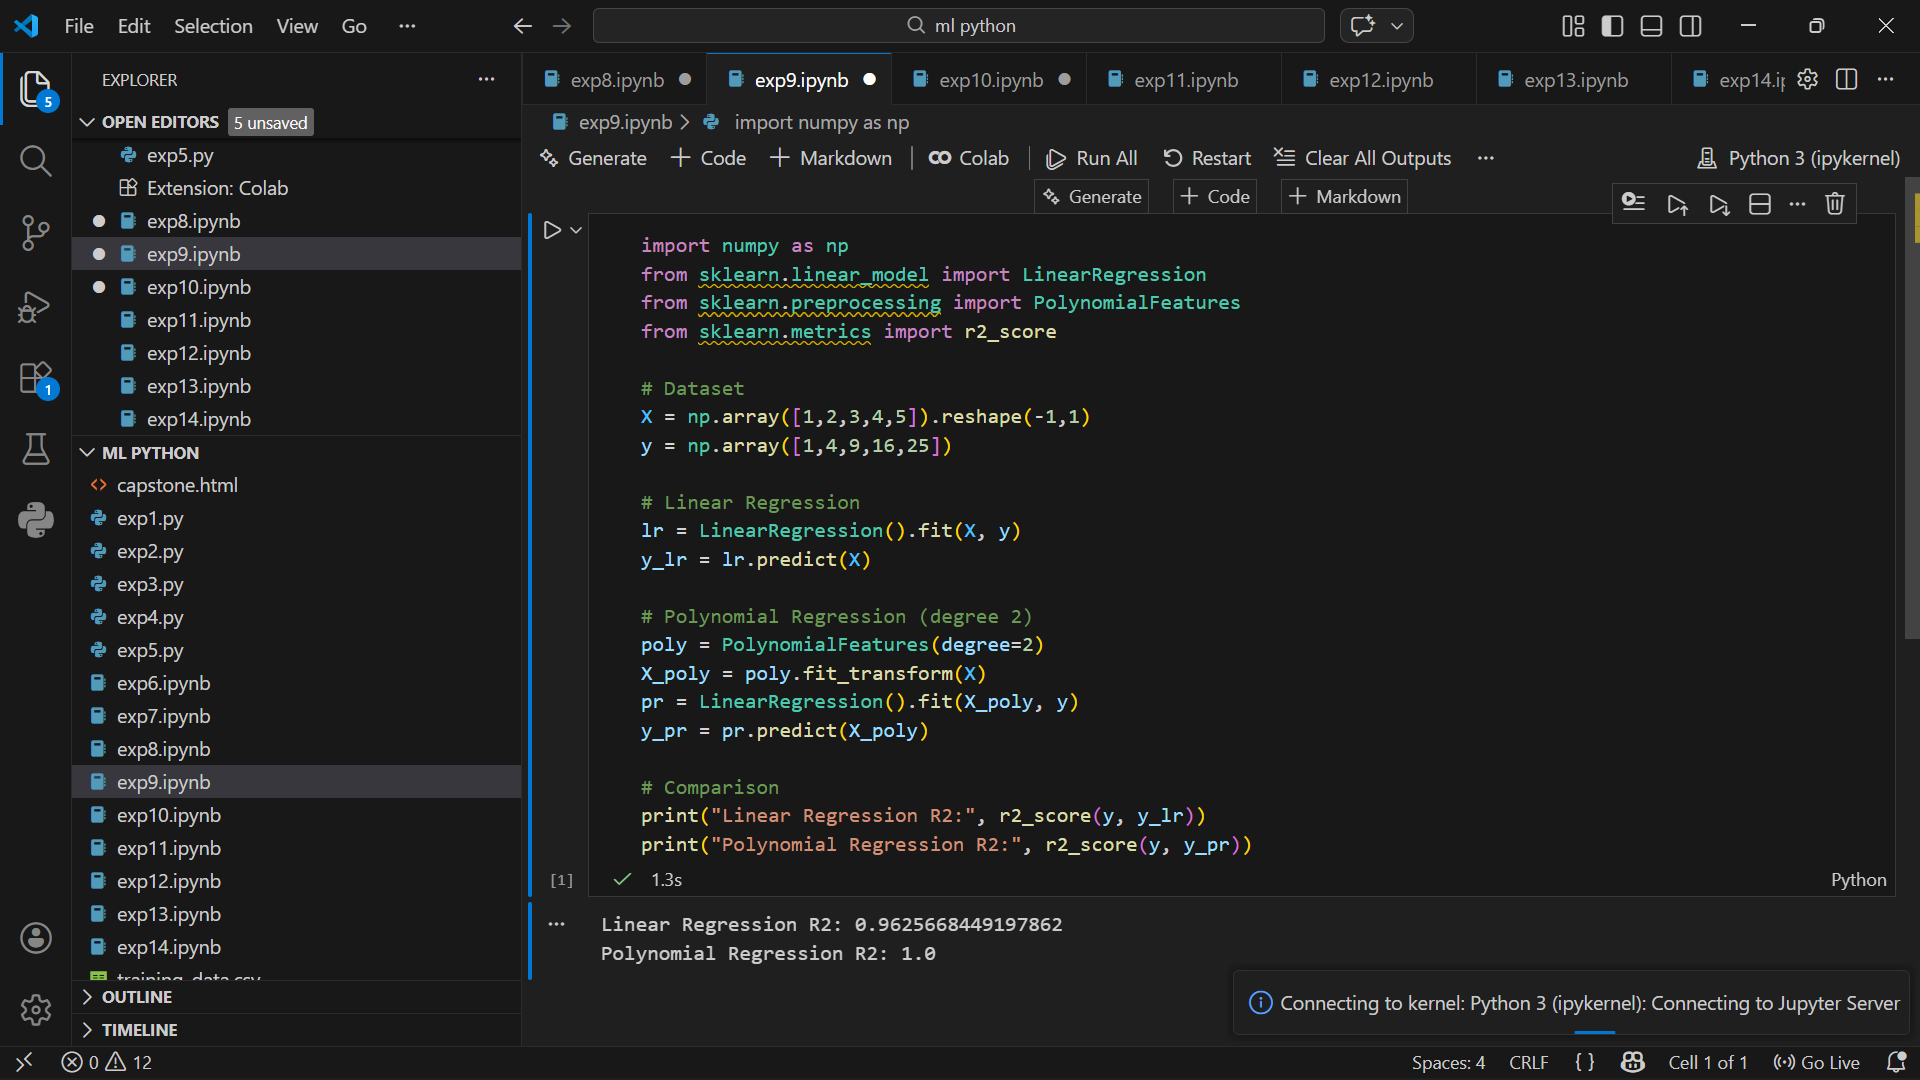 File Edit Selection View Go ···
ml python
EXPLORER ···
OPEN EDITORS 5 unsaved
exp5.py
Extension: Colab
exp8.ipynb
exp9.ipynb
exp10.ipynb
exp11.ipynb
exp12.ipynb
exp13.ipynb
exp14.ipynb
ML PYTHON
capstone.html
exp1.py
exp2.py
exp3.py
exp4.py
exp5.py
exp6.ipynb
exp7.ipynb
exp8.ipynb
exp9.ipynb
exp10.ipynb
exp11.ipynb
exp12.ipynb
exp13.ipynb
exp14.ipynb
training_data.csv
OUTLINE
TIMELINE
5
1
exp8.ipynb exp9.ipynb exp10.ipynb exp11.ipynb exp12.ipynb exp13.ipynb exp14.ip ···
exp9.ipynb > import numpy as np
Generate + Code + Markdown | Colab | Run All Restart Clear All Outputs ··· Python 3 (ipykernel)
Generate + Code + Markdown
import numpy as np
from sklearn.linear_model import LinearRegression
from sklearn.preprocessing import PolynomialFeatures
from sklearn.metrics import r2_score
# Dataset
X = np.array([1,2,3,4,5]).reshape(-1,1)
y = np.array([1,4,9,16,25])
# Linear Regression
lr = LinearRegression().fit(X, y)
y_lr = lr.predict(X)
# Polynomial Regression (degree 2)
poly = PolynomialFeatures(degree=2)
X_poly = poly.fit_transform(X)
pr = LinearRegression().fit(X_poly, y)
y_pr = pr.predict(X_poly)
# Comparison
print("Linear Regression R2:", r2_score(y, y_lr))
print("Polynomial Regression R2:", r2_score(y, y_pr))
[1] 1.3s Python
Linear Regression R2: 0.9625668449197862
Polynomial Regression R2: 1.0
Connecting to kernel: Python 3 (ipykernel): Connecting to Jupyter Server
0 12 Spaces: 4 CRLF { } Cell 1 of 1 Go Live